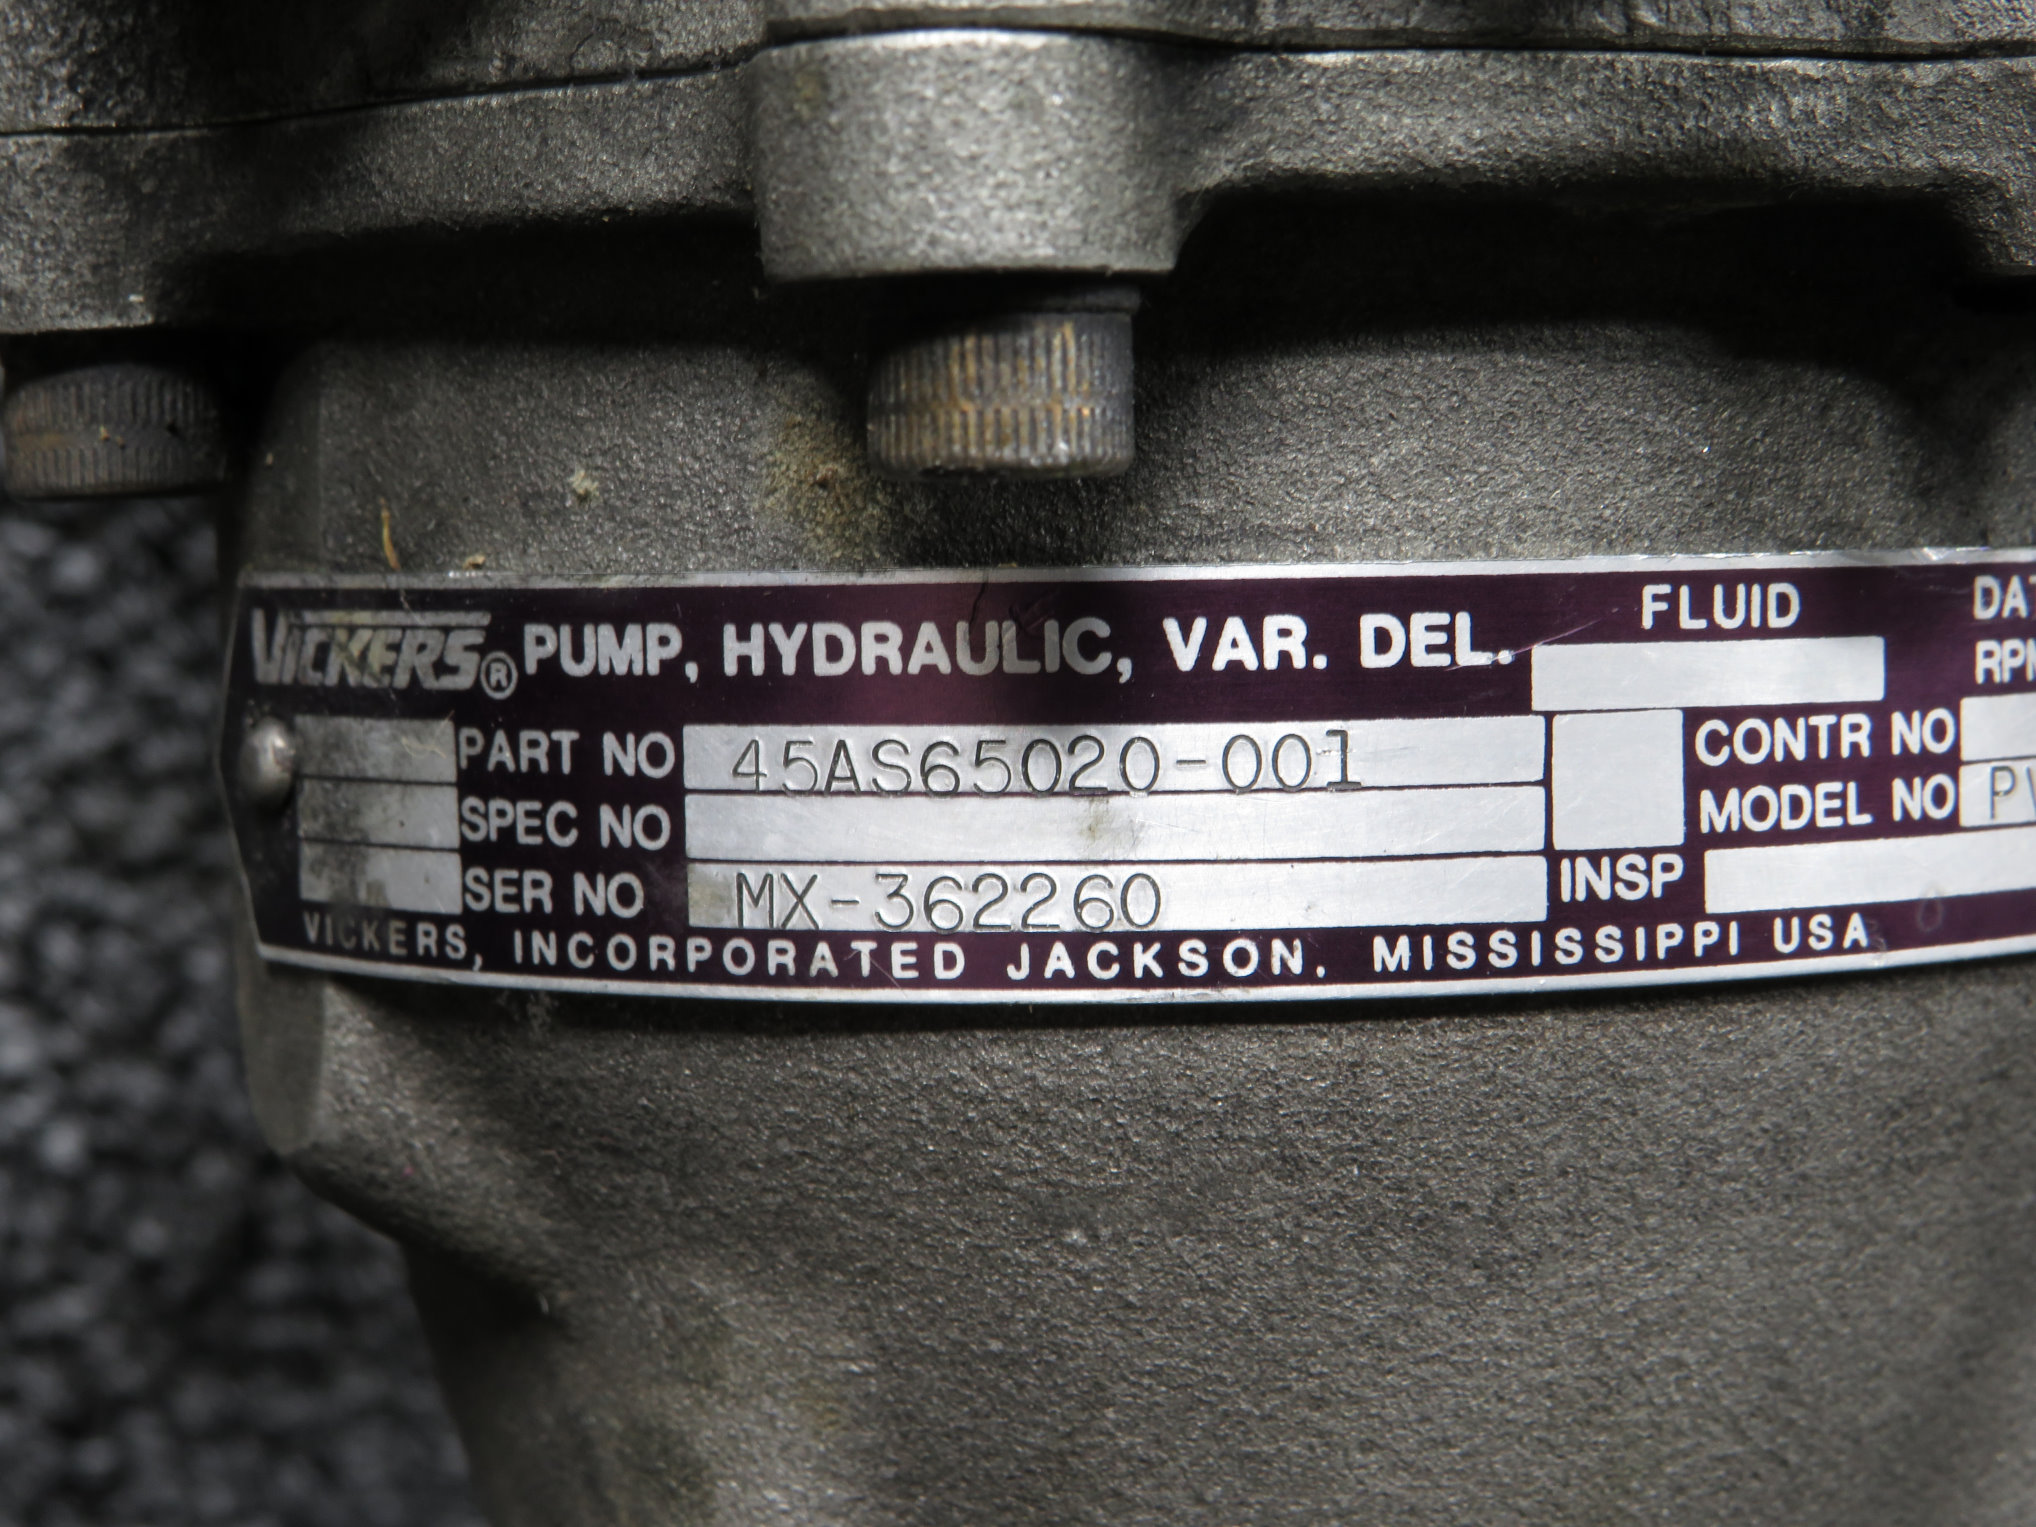 VICKERS® PUMP, HYDRAULIC, VAR. DEL.
FLUID
PART NO 45AS65020-001
SPEC NO
SER NO MX-362260
CONTR NO
MODEL NO
INSP
VICKERS, INCORPORATED JACKSON, MISSISSIPPI USA